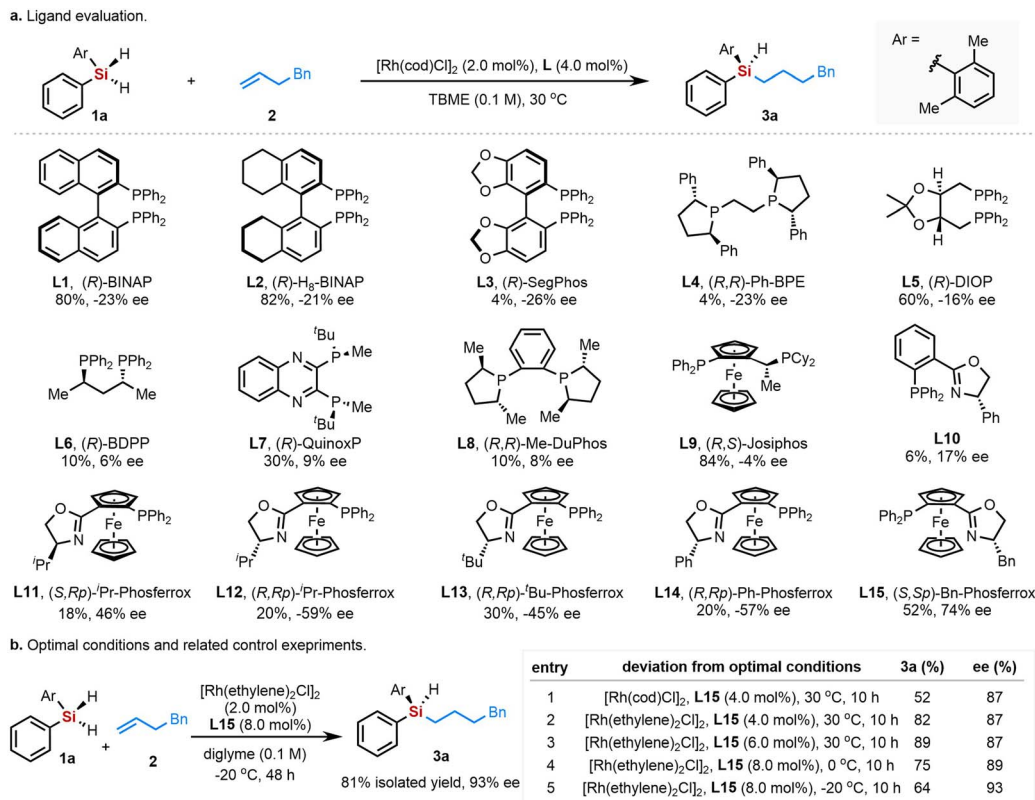 a. Ligand evaluation.
Ar H
Si
H
1a
+
Bn
2
[Rh(cod)Cl]2 (2.0 mol%), L (4.0 mol%)
TBME (0.1 M), 30 °C
Ar H
Si Bn
3a
Ar =
Me
Me
PPh2
PPh2
L1, (R)-BINAP
80%, -23% ee
PPh2
PPh2
L2, (R)-H8-BINAP
82%, -21% ee
O
O PPh2
O PPh2
O
L3, (R)-SegPhos
4%, -26% ee
Ph Ph
P P
Ph Ph
L4, (R,R)-Ph-BPE
4%, -23% ee
H
Me O PPh2
Me O PPh2
H
L5, (R)-DIOP
60%, -16% ee
PPh2 PPh2
Me Me
L6, (R)-BDPP
10%, 6% ee
tBu
N P Me
N P Me
tBu
L7, (R)-QuinoxP
30%, 9% ee
Me Me
P P
Me Me
L8, (R,R)-Me-DuPhos
10%, 8% ee
Ph2P PCy2
Fe Me
L9, (R,S)-Josiphos
84%, -4% ee
O
N
PPh2
Ph
L10
6%, 17% ee
O PPh2
Fe
N
iPr
L11, (S,Rp)-iPr-Phosferrox
18%, 46% ee
O PPh2
Fe
N
iPr
L12, (R,Rp)-iPr-Phosferrox
20%, -59% ee
O PPh2
Fe
N
tBu
L13, (R,Rp)-tBu-Phosferrox
30%, -45% ee
O PPh2
Fe
N
Ph
L14, (R,Rp)-Ph-Phosferrox
20%, -57% ee
Ph2P O
Fe N
Bn
L15, (S,Sp)-Bn-Phosferrox
52%, 74% ee
b. Optimal conditions and related control exepriments.
Ar H
Si
H
1a
+
Bn
2
[Rh(ethylene)2Cl]2
(2.0 mol%)
L15 (8.0 mol%)
diglyme (0.1 M)
-20 °C, 48 h
Ar H
Si Bn
3a
81% isolated yield, 93% ee
entry deviation from optimal conditions 3a (%) ee (%)
1 [Rh(cod)Cl]2, L15 (4.0 mol%), 30 °C, 10 h 52 87
2 [Rh(ethylene)2Cl]2, L15 (4.0 mol%), 30 °C, 10 h 82 87
3 [Rh(ethylene)2Cl]2, L15 (6.0 mol%), 30 °C, 10 h 89 87
4 [Rh(ethylene)2Cl]2, L15 (8.0 mol%), 0 °C, 10 h 75 89
5 [Rh(ethylene)2Cl]2, L15 (8.0 mol%), -20 °C, 10 h 64 93